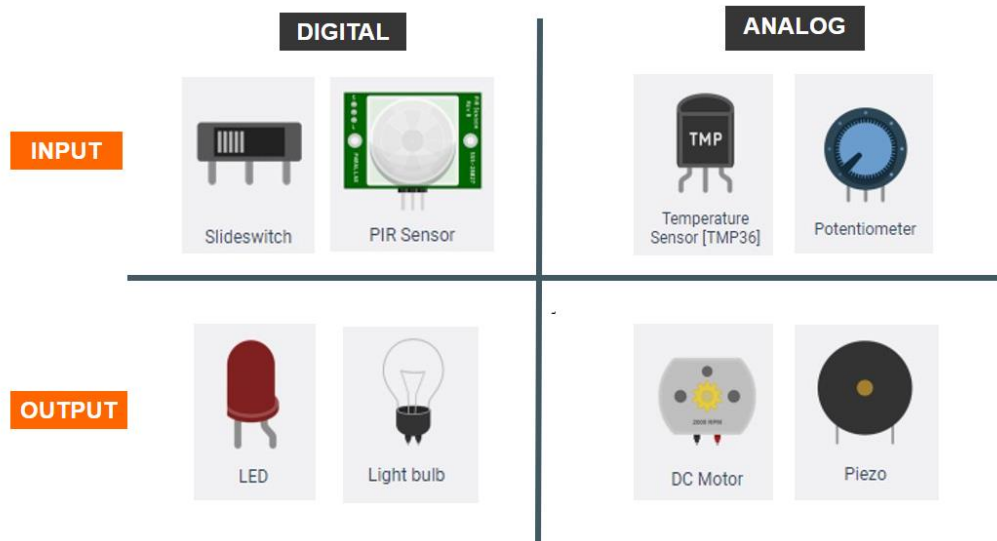 DIGITAL
ANALOG
INPUT
TMP
Slideswitch
PIR Sensor
Temperature
Sensor [TMP36]
Potentiometer
OUTPUT
LED
Light bulb
DC Motor
Piezo